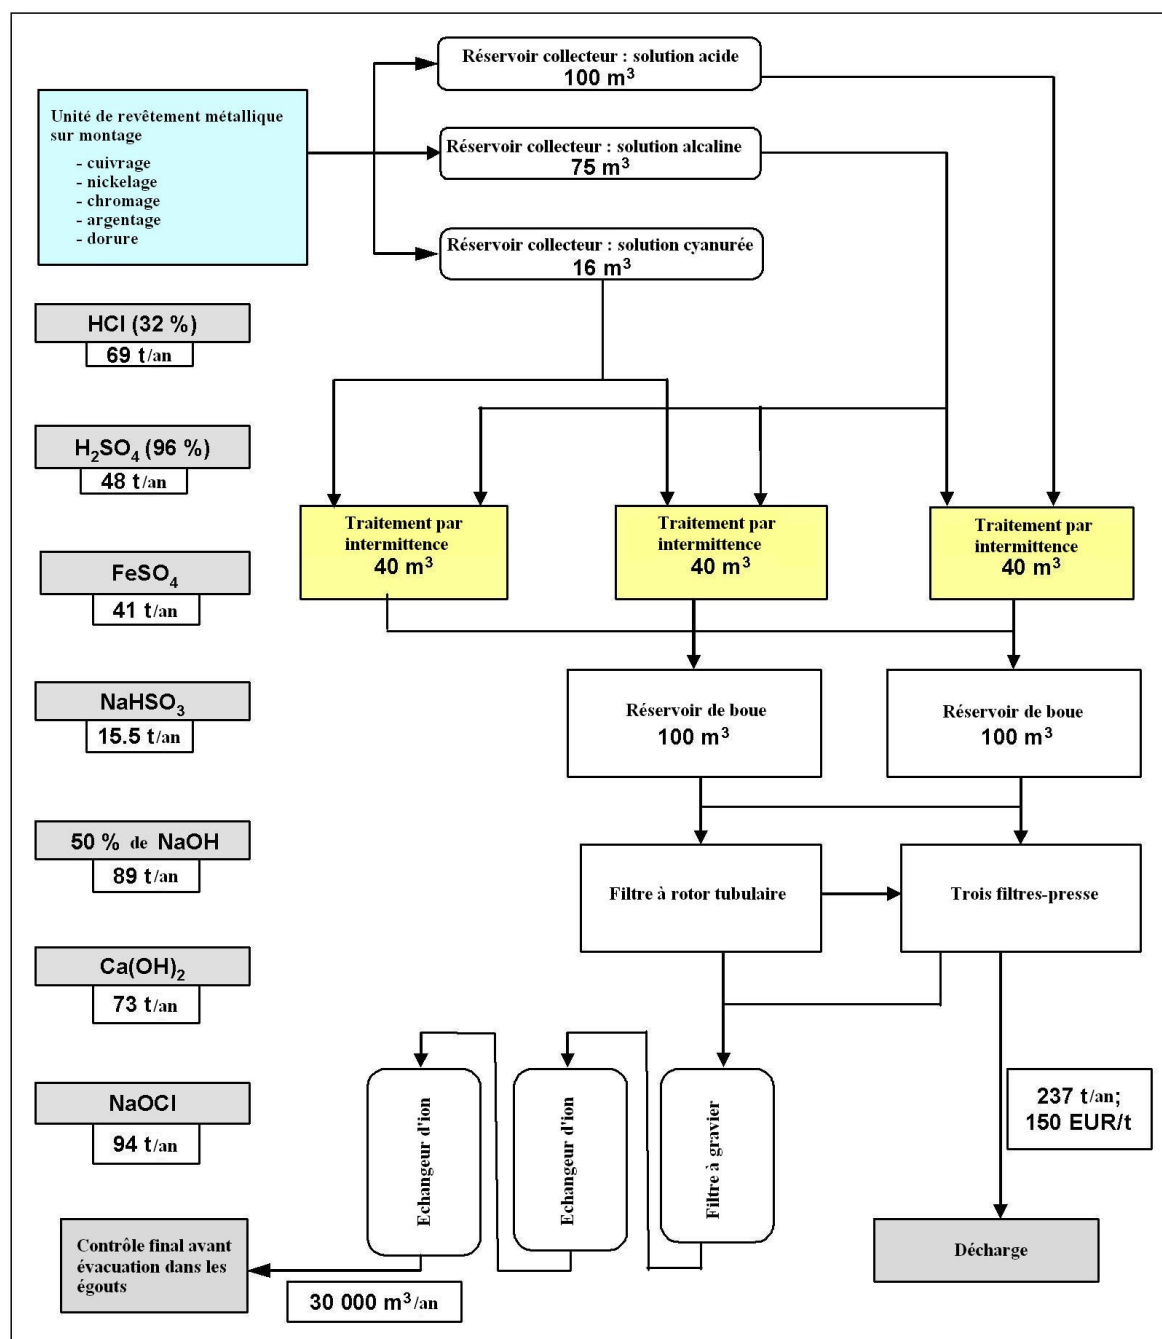 Réservoir collecteur : solution acide
100 m³
Unité de revêtement métallique
sur montage
- cuivrage
- nickelage
- chromage
- argentage
- dorure
Réservoir collecteur : solution alcaline
75 m³
Réservoir collecteur : solution cyanurée
16 m³
HCl (32 %)
69 t/an
H₂SO₄ (96 %)
48 t/an
Traitement par
intermittence
40 m³
Traitement par
intermittence
40 m³
Traitement par
intermittence
40 m³
FeSO₄
41 t/an
NaHSO₃
15.5 t/an
Réservoir de boue
100 m³
Réservoir de boue
100 m³
50 % de NaOH
89 t/an
Filtre à rotor tubulaire
Trois filtres-presse
Ca(OH)₂
73 t/an
NaOCl
94 t/an
Echangeur d'ion
Echangeur d'ion
Filtre à gravier
237 t/an;
150 EUR/t
Contrôle final avant
évacuation dans les
égouts
30 000 m³/an
Décharge